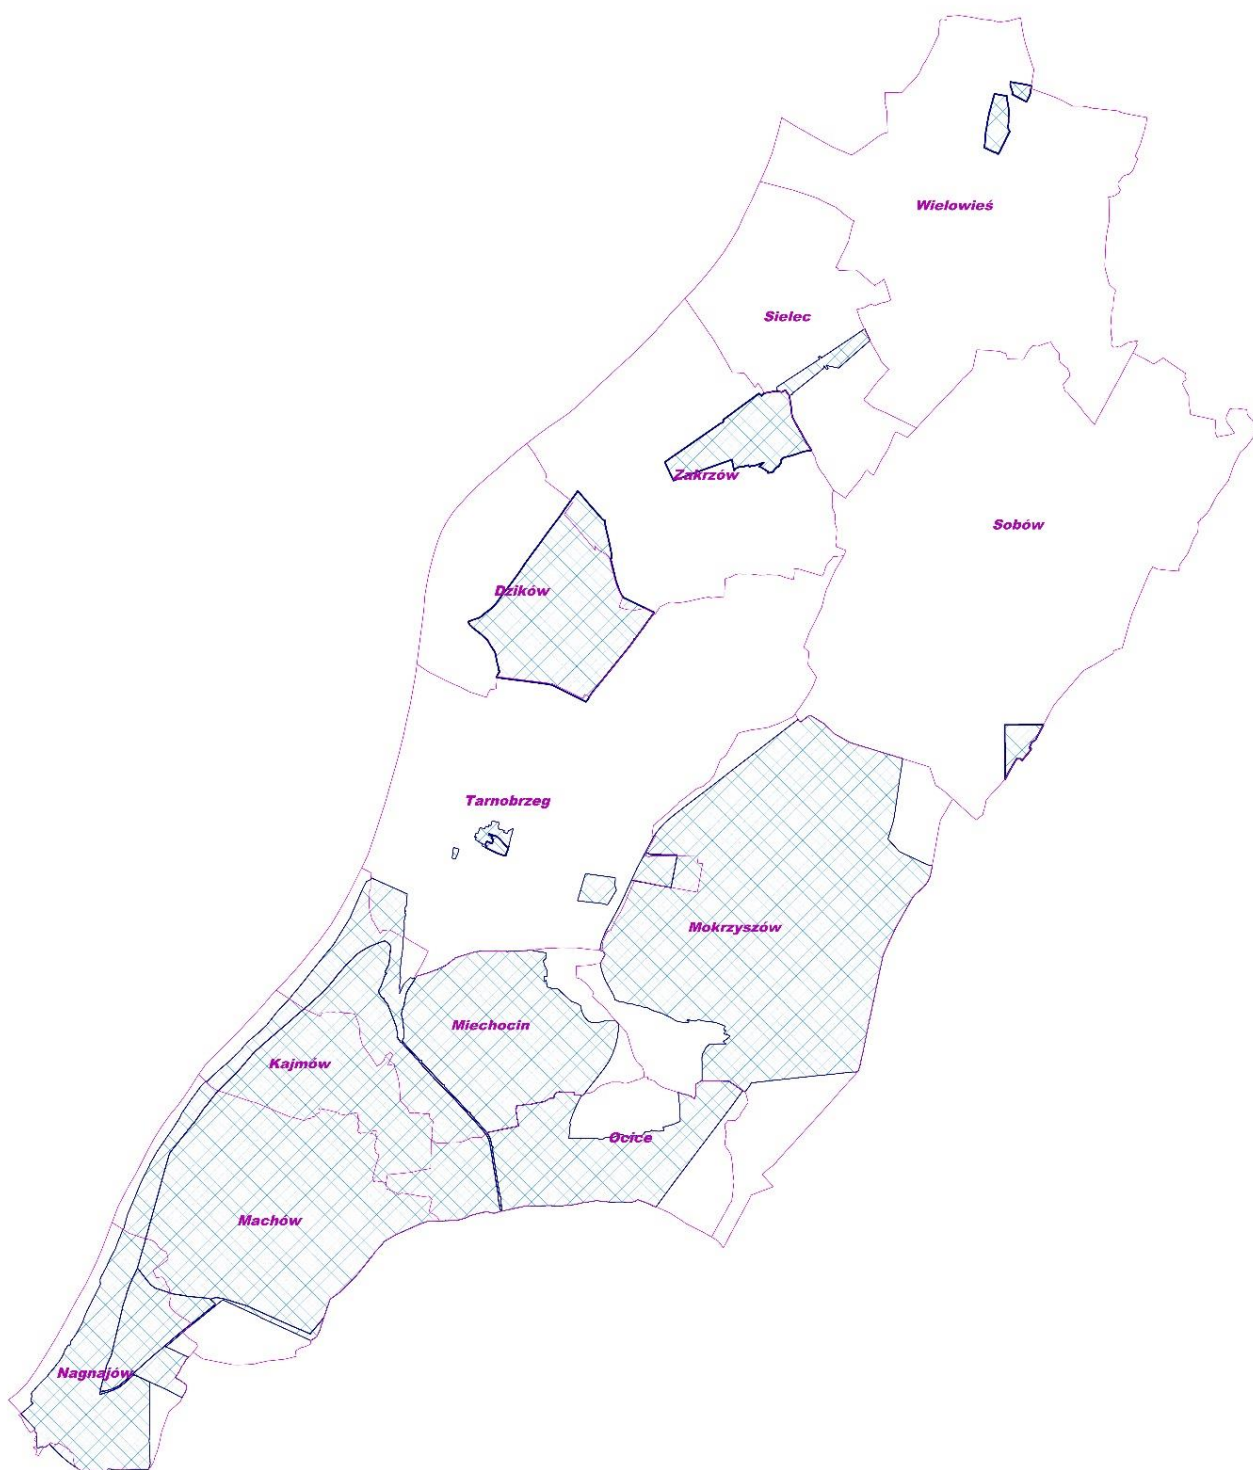 Wielowieś
Sielec
Zakrzów
Sobów
Dzików
Tarnobrzeg
Mokrzyszów
Miechocin
Kajmów
Ocice
Machów
Nagnajów